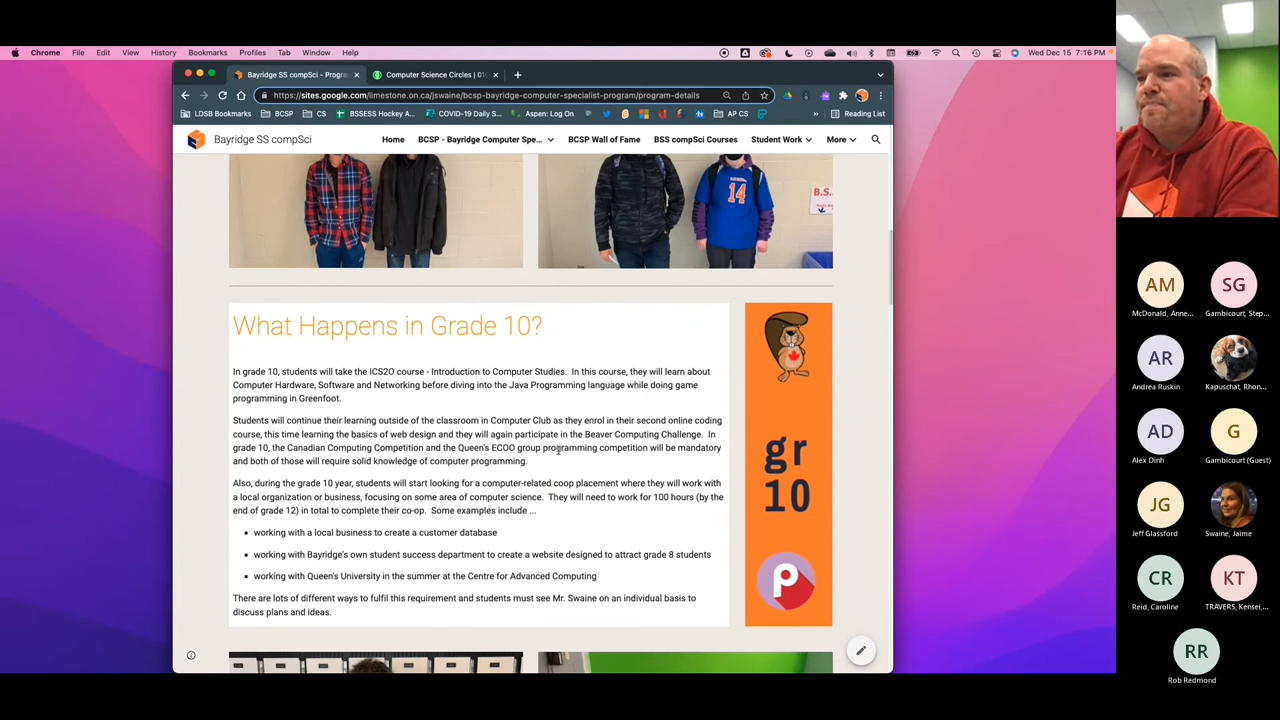 Chrome File Edit View History Bookmarks Profiles Tab Window Help Wed Dec 15 7:16 PM
Bayridge SS compSci - Progra Computer Science Circles | 01
https://sites.google.com/limestone.on.ca/jswaine/bcsp-bayridge-computer-specialist-program/program-details
LDSB Bookmarks BCSP CS BSSESS Hockey A... COVID-19 Daily S... Aspen: Log On AP CS » Reading List
Bayridge SS compSci Home BCSP - Bayridge Computer Spe... BCSP Wall of Fame BSS compSci Courses Student Work More
14
B.S.
What Happens in Grade 10?
In grade 10, students will take the ICS2O course - Introduction to Computer Studies. In this course, they will learn about
Computer Hardware, Software and Networking before diving into the Java Programming language while doing game
programming in Greenfoot.
Students will continue their learning outside of the classroom in Computer Club as they enrol in their second online coding
course, this time learning the basics of web design and they will again participate in the Beaver Computing Challenge. In
grade 10, the Canadian Computing Competition and the Queen's ECOO group programming competition will be mandatory
and both of those will require solid knowledge of computer programming.
Also, during the grade 10 year, students will start looking for a computer-related coop placement where they will work with
a local organization or business, focusing on some area of computer science. They will need to work for 100 hours (by the
end of grade 12) in total to complete their co-op. Some examples include ...
working with a local business to create a customer database
working with Bayridge's own student success department to create a website designed to attract grade 8 students
working with Queen's University in the summer at the Centre for Advanced Computing
There are lots of different ways to fulfil this requirement and students must see Mr. Swaine on an individual basis to
discuss plans and ideas.
gr
10
P
AM SG
McDonald, Anne... Gambicourt, Step...
AR
Andrea Ruskin Kapuschat, Rhon...
AD G
Alex Dinh Gambicourt (Guest)
JG
Jeff Glassford Swaine, Jaime
CR KT
Reid, Caroline TRAVERS, Kensei,...
RR
Rob Redmond